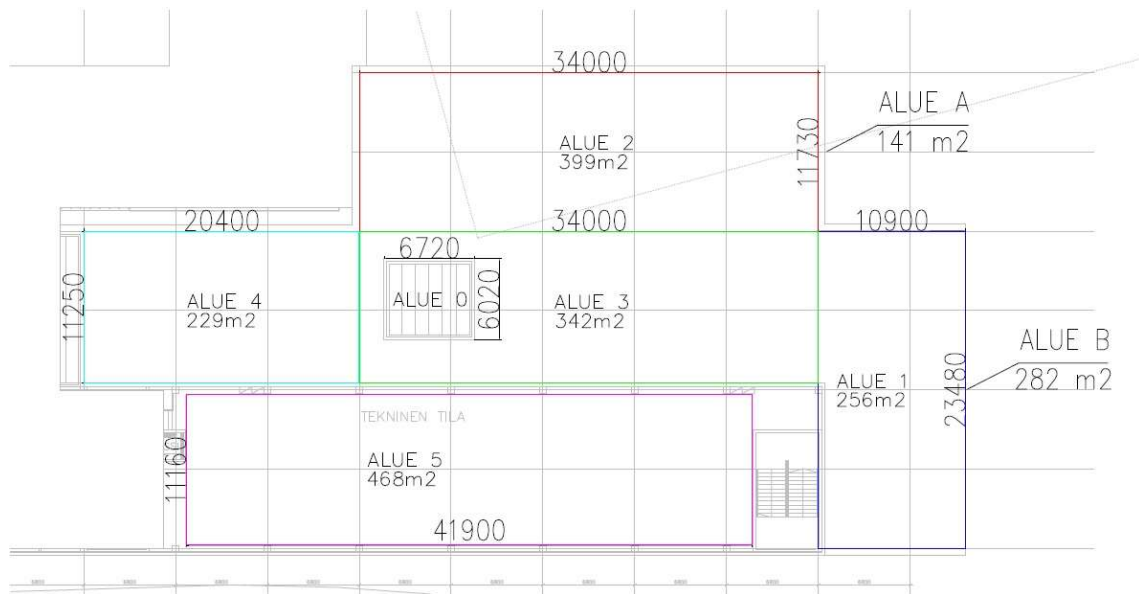 34000
ALUE A
141 m2
ALUE 2
399m2
11730
20400
34000
10900
6720
ALUE 0
6020
11250
ALUE 4
229m2
ALUE 3
342m2
ALUE B
282 m2
ALUE 1
256m2
23480
TEKNINEN TILA
ALUE 5
468m2
11160
41900